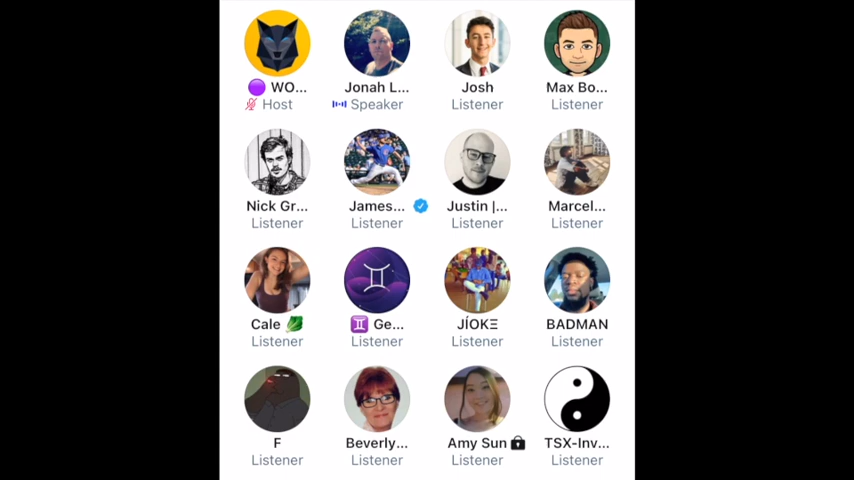 WO... Jonah L... Josh Max Bo...
Host Speaker Listener Listener
Nick Gr... James... Justin |... Marcel...
Listener Listener Listener Listener
Cale Ge... JÍOKΞ BADMAN
Listener Listener Listener Listener
F Beverly... Amy Sun TSX-Inv...
Listener Listener Listener Listener